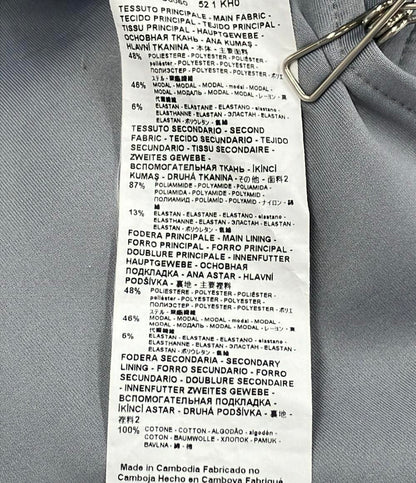 521 KHU
TESSUTO PRINCIPALE - MAIN FABRIC -
TECIDO PRINCIPAL - TEJIDO PRINCIPAL -
TISSU PRINCIPAL - HAUPTGEWEBE -
ОСНОВНАЯ ТКАНЬ - ANA KUMAŞ -
HLAVNÍ TKANINA - 本体 - 主要面料
48% POLIESTERE - POLYESTER - POLIÉSTER -
poliéster - POLYESTER - POLYESTER -
ПОЛИЭСТЕР - POLYESTER - POLYESTER - ポリエ
ステル - 聚酯纖維
46% MODAL - MODAL - MODAL - modal - MODAL -
MODAL - МОДАЛЬ - MODAL - MODAL - レーヨン - 莫
代爾纖維
6% ELASTAN - ELASTANE - ELASTANO - elastano -
ELASTHANNE - ELASTAN - ЭЛАСТАН - ELASTAN -
ELASTAN - ポリウレタン - 氨綸
TESSUTO SECONDARIO - SECOND
FABRIC - TECIDO SECUNDÁRIO - TEJIDO
SECUNDARIO - TISSU SECONDAIRE -
ZWEITES GEWEBE -
ВСПОМОГАТЕЛЬНАЯ ТКАНЬ - İKİNCİ
KUMAŞ - DRUHÁ TKANINA - その他 - 面料2
87% POLIAMMIDE - POLYAMIDE - POLIAMIDA -
POLIAMIDA - POLYAMIDE - POLYAMID -
ПОЛИАМИД - POLIAMID - POLYAMID - ナイロン - 錦
綸
13% ELASTAN - ELASTANE - ELASTANO - elastano -
ELASTHANNE - ELASTAN - ЭЛАСТАН - ELASTAN -
ELASTAN - ポリウレタン - 氨綸
FODERA PRINCIPALE - MAIN LINING -
FORRO PRINCIPAL - FORRO PRINCIPAL -
DOUBLURE PRINCIPALE - INNENFUTTER
HAUPTGEWEBE - ОСНОВНАЯ
ПОДКЛАДКА - ANA ASTAR - HLAVNÍ
PODŠÍVKA - 裏地 - 主要裡料
48% POLIESTERE - POLYESTER - POLIÉSTER -
poliéster - POLYESTER - POLYESTER -
ПОЛИЭСТЕР - POLYESTER - POLYESTER - ポリエ
ステル - 聚酯纖維
46% MODAL - MODAL - MODAL - modal - MODAL -
MODAL - МОДАЛЬ - MODAL - MODAL - レーヨン - 莫
代爾纖維
6% ELASTAN - ELASTANE - ELASTANO - elastano -
ELASTHANNE - ELASTAN - ЭЛАСТАН - ELASTAN -
ELASTAN - ポリウレタン - 氨綸
FODERA SECONDARIA - SECONDARY
LINING - FORRO SECUNDÁRIO - FORRO
SECUNDARIO - DOUBLURE SECONDAIRE
- INNENFUTTER ZWEITES GEWEBE -
ВСПОМОГАТЕЛЬНАЯ ПОДКЛАДКА -
İKİNCİ ASTAR - DRUHÁ PODŠÍVKA - 裏地 -
裡料2
100% COTONE - COTTON - ALGODÃO - algodón -
COTON - BAUMWOLLE - ХЛОПОК - PAMUK -
BAVLNA - 綿 - 棉
Made in Cambodia Fabricado no
Camboja Hecho en Camboya Fabriqué